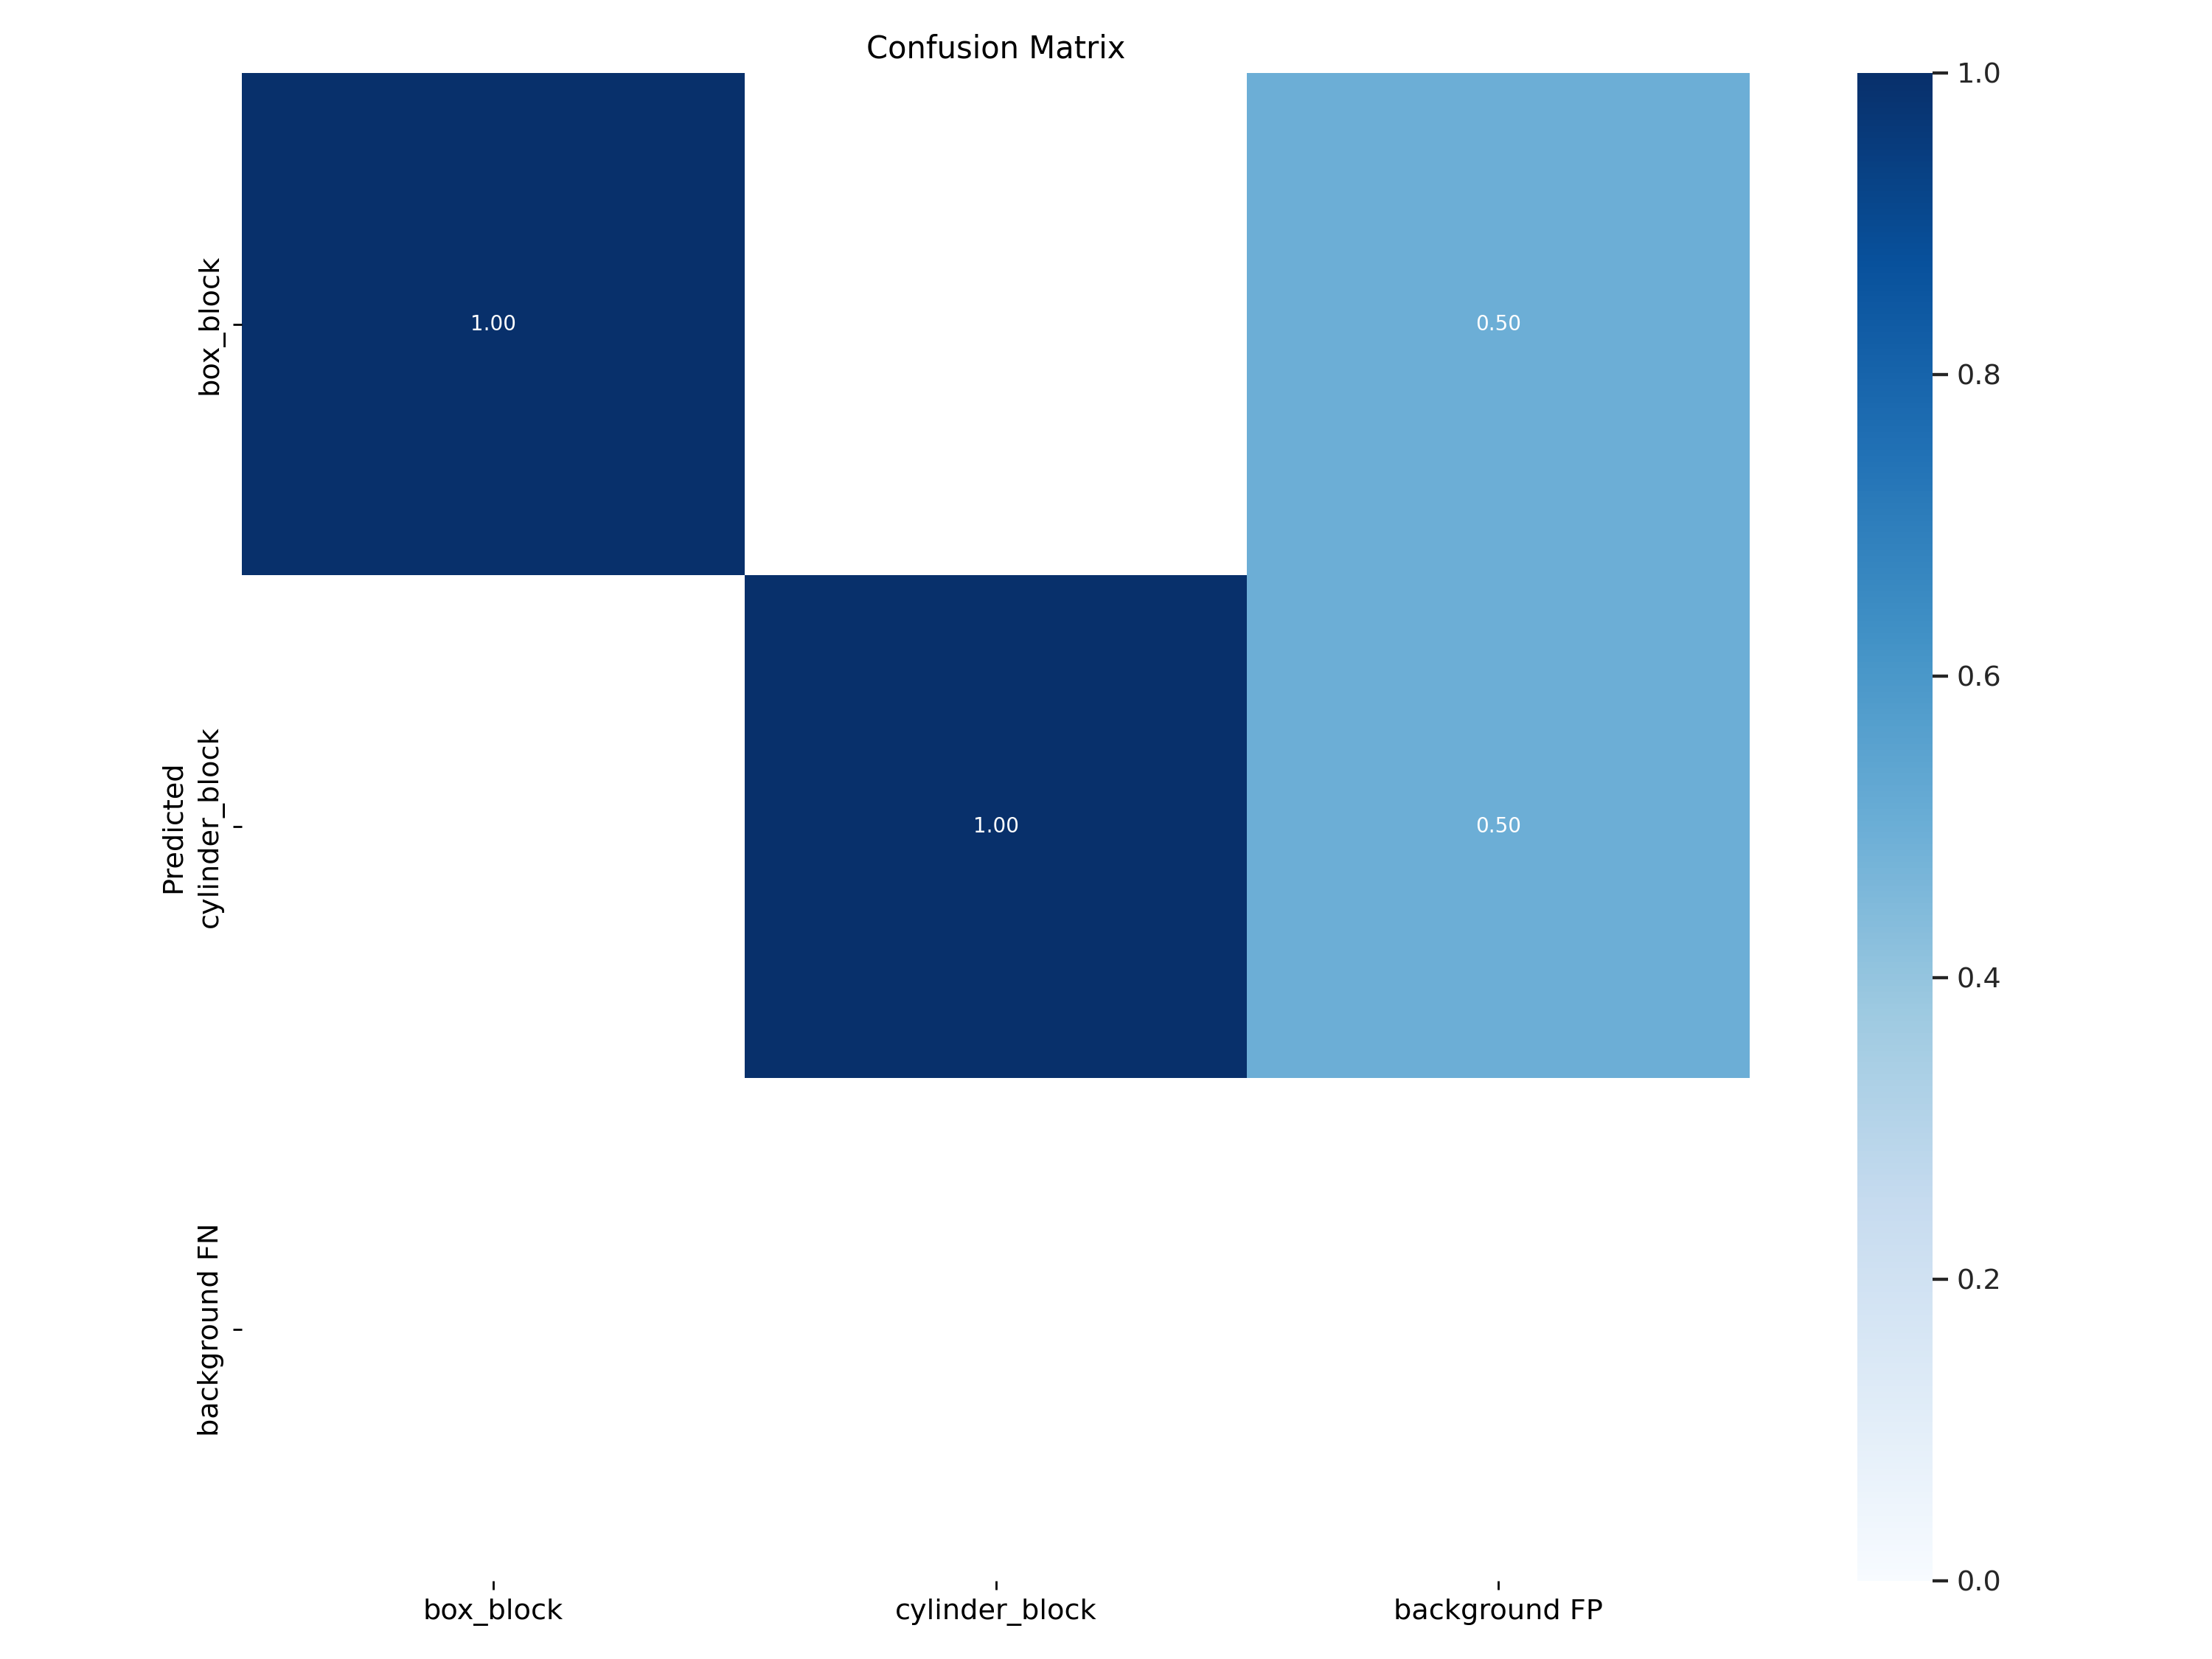 Confusion Matrix
box_block
1.00
0.50
Predicted
cylinder_block
1.00
0.50
background FN
box_block
cylinder_block
background FP
1.0
0.8
0.6
0.4
0.2
0.0